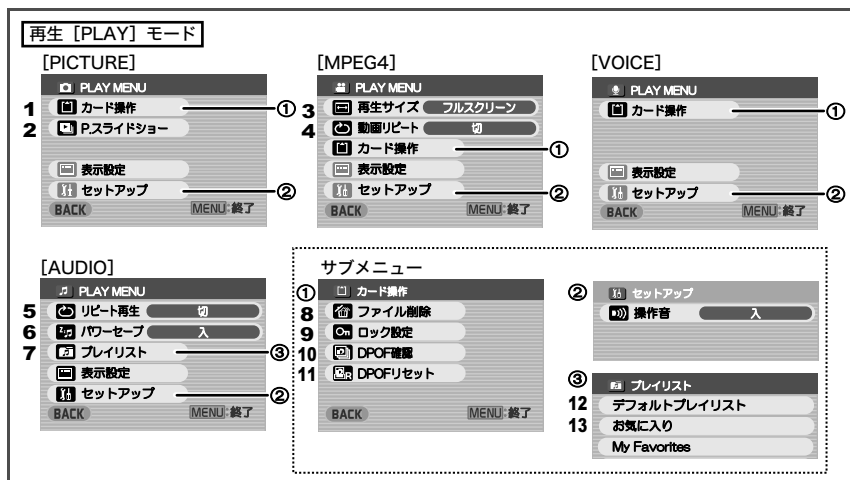 再生 [PLAY] モード
[PICTURE]
PLAY MENU
1 カード操作 ①
2 P.スライドショー
表示設定
セットアップ ②
BACK MENU:終了
[MPEG4]
PLAY MENU
3 再生サイズ フルスクリーン
4 動画リピート 切
カード操作 ①
表示設定
セットアップ ②
BACK MENU:終了
[VOICE]
PLAY MENU
カード操作 ①
表示設定
セットアップ ②
BACK MENU:終了
[AUDIO]
PLAY MENU
5 リピート再生 切
6 パワーセーブ 入
7 プレイリスト ③
表示設定
セットアップ ②
BACK MENU:終了
サブメニュー
① カード操作
8 ファイル削除
9 ロック設定
10 DPOF確認
11 DPOFリセット
BACK MENU:終了
② セットアップ
操作音 入
③ プレイリスト
12 デフォルトプレイリスト
13 お気に入り
My Favorites